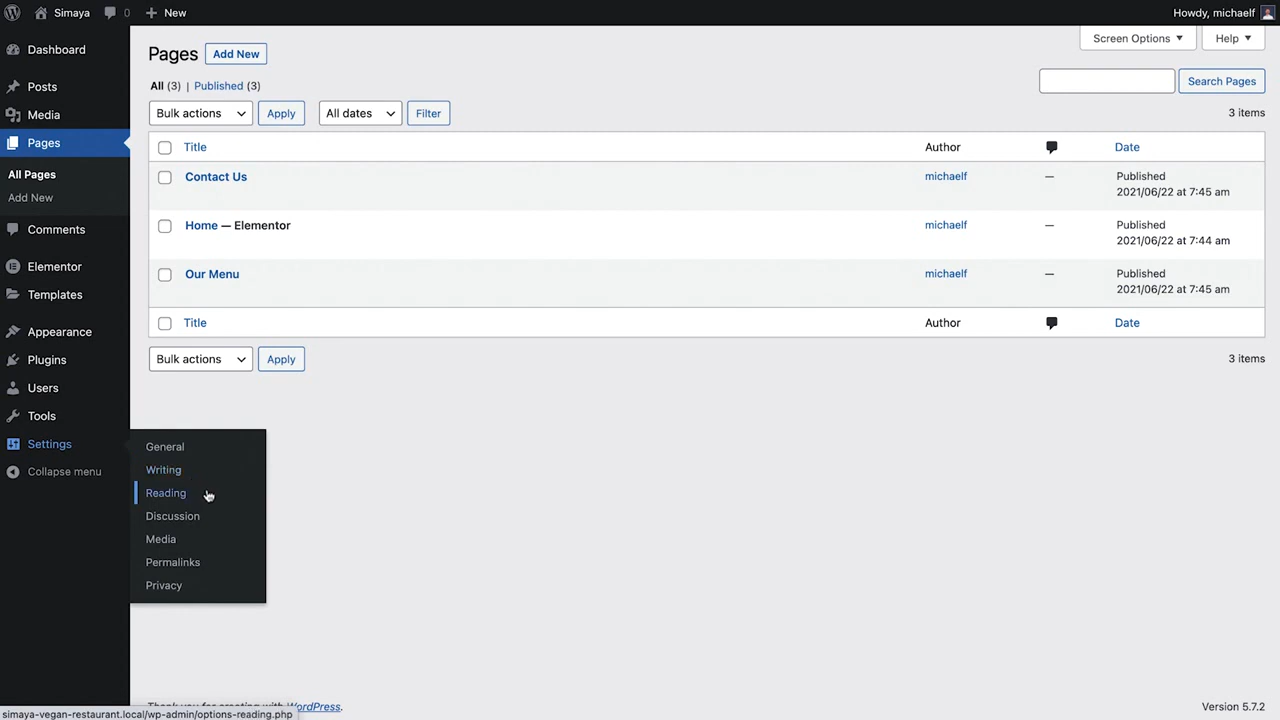 Simaya 0 New Howdy, michaelf
Dashboard
Posts
Media
Pages
All Pages
Add New
Comments
Elementor
Templates
Appearance
Plugins
Users
Tools
Settings
Collapse menu
General
Writing
Reading
Discussion
Media
Permalinks
Privacy
Screen Options Help
Pages Add New
All (3) | Published (3)
Search Pages
Bulk actions Apply All dates Filter 3 items
Title Author Date
Contact Us michaelf — Published
2021/06/22 at 7:45 am
Home — Elementor michaelf — Published
2021/06/22 at 7:44 am
Our Menu michaelf — Published
2021/06/22 at 7:45 am
Title Author Date
Bulk actions Apply 3 items
Thank you for creating with WordPress. Version 5.7.2
simaya-vegan-restaurant.local/wp-admin/options-reading.php